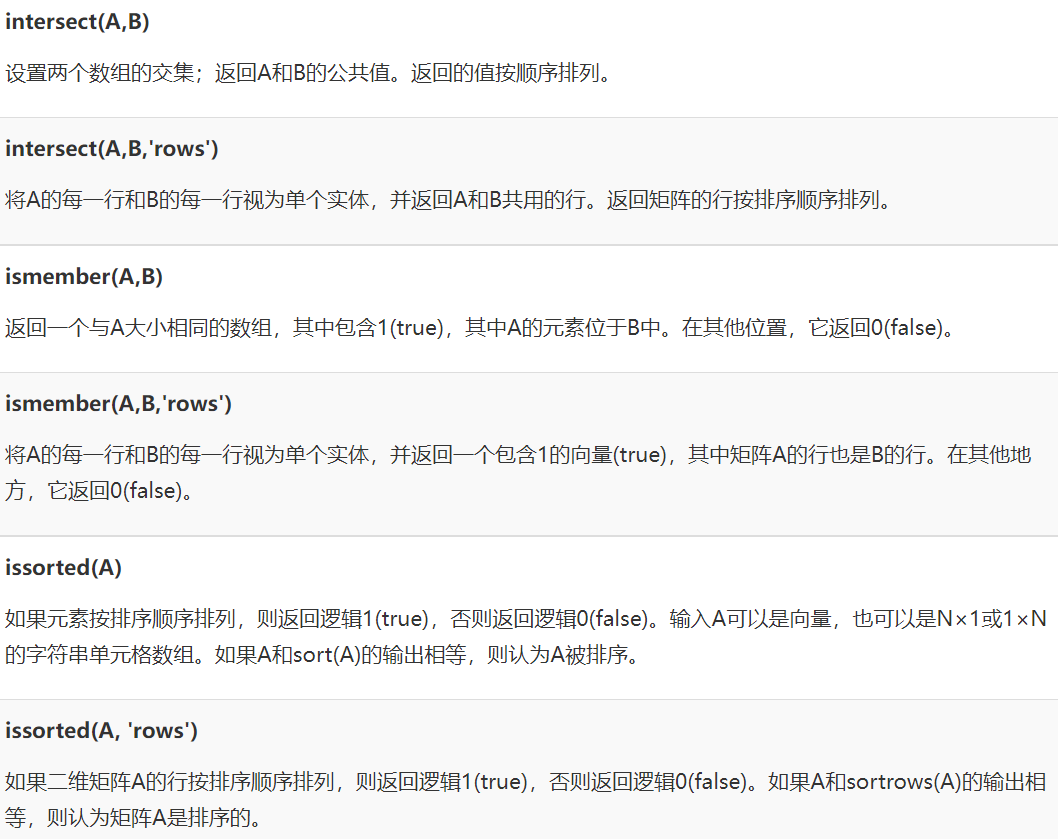 intersect(A,B)
设置两个数组的交集；返回A和B的公共值。返回的值按顺序排列。
intersect(A,B,'rows')
将A的每一行和B的每一行视为单个实体，并返回A和B共用的行。返回矩阵的行按排序顺序排列。
ismember(A,B)
返回一个与A大小相同的数组，其中包含1(true)，其中A的元素位于B中。在其他位置，它返回0(false)。
ismember(A,B,'rows')
将A的每一行和B的每一行视为单个实体，并返回一个包含1的向量(true)，其中矩阵A的行也是B的行。在其他地
方，它返回0(false)。
issorted(A)
如果元素按排序顺序排列，则返回逻辑1(true)，否则返回逻辑0(false)。输入A可以是向量，也可以是N×1或1×N
的字符串单元格数组。如果A和sort(A)的输出相等，则认为A被排序。
issorted(A, 'rows')
如果二维矩阵A的行按排序顺序排列，则返回逻辑1(true)，否则返回逻辑0(false)。如果A和sortrows(A)的输出相
等，则认为矩阵A是排序的。